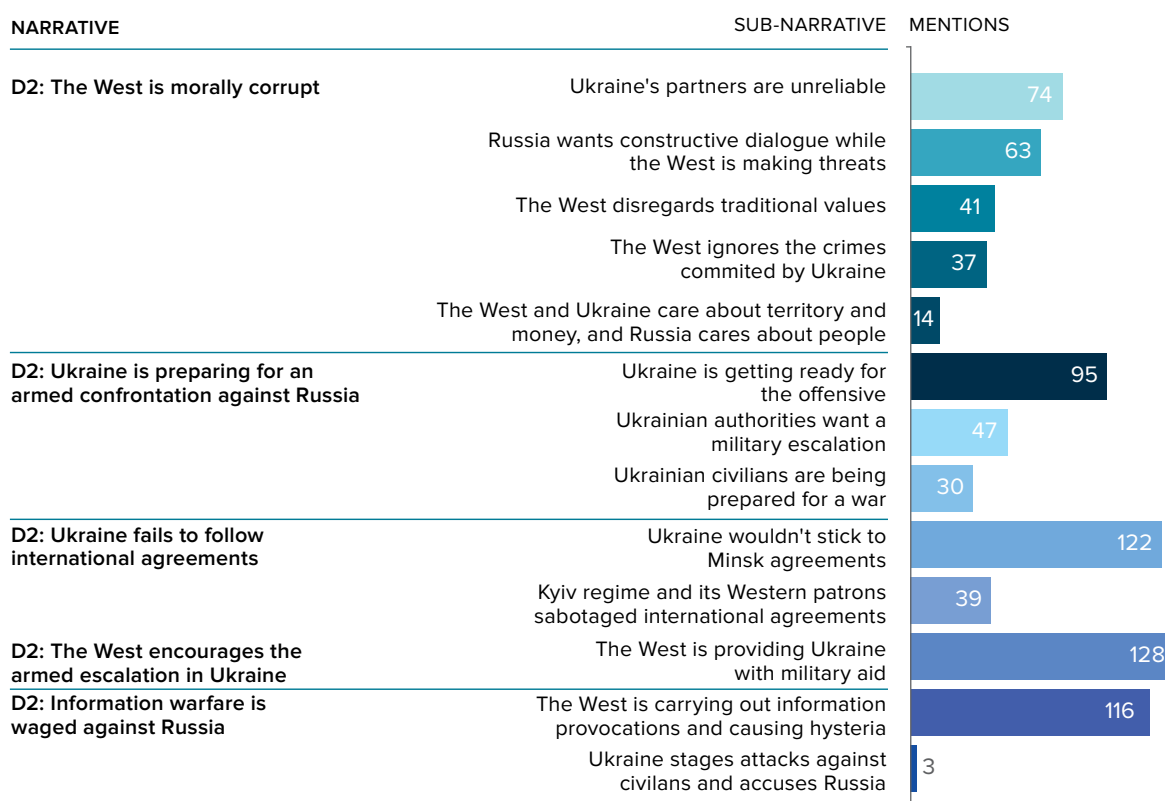 NARRATIVE SUB-NARRATIVE MENTIONS
D2: The West is morally corrupt
Ukraine's partners are unreliable
74
Russia wants constructive dialogue while
the West is making threats
63
The West disregards traditional values
41
The West ignores the crimes
commited by Ukraine
37
The West and Ukraine care about territory and
money, and Russia cares about people
14
D2: Ukraine is preparing for an
armed confrontation against Russia
Ukraine is getting ready for
the offensive
95
Ukrainian authorities want a
military escalation
47
Ukrainian civilians are being
prepared for a war
30
D2: Ukraine fails to follow
international agreements
Ukraine wouldn't stick to
Minsk agreements
122
Kyiv regime and its Western patrons
sabotaged international agreements
39
D2: The West encourages the
armed escalation in Ukraine
The West is providing Ukraine
with military aid
128
D2: Information warfare is
waged against Russia
The West is carrying out information
provocations and causing hysteria
116
Ukraine stages attacks against
civilans and accuses Russia
3